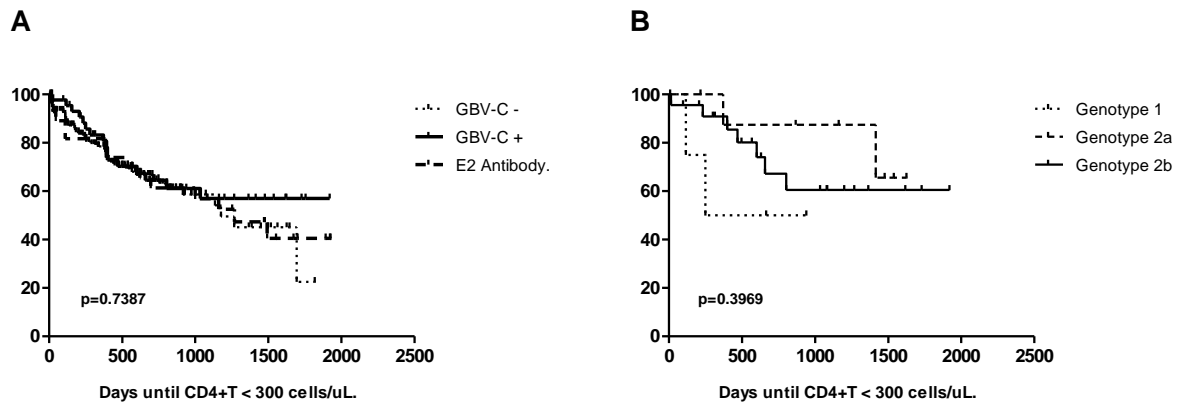 A
B
100
80
60
40
20
0
0 500 1000 1500 2000 2500
p=0.7387
Days until CD4+T < 300 cells/uL.
GBV-C -
GBV-C +
E2 Antibody.
100
80
60
40
20
0
0 500 1000 1500 2000 2500
p=0.3969
Days until CD4+T < 300 cells/uL.
Genotype 1
Genotype 2a
Genotype 2b